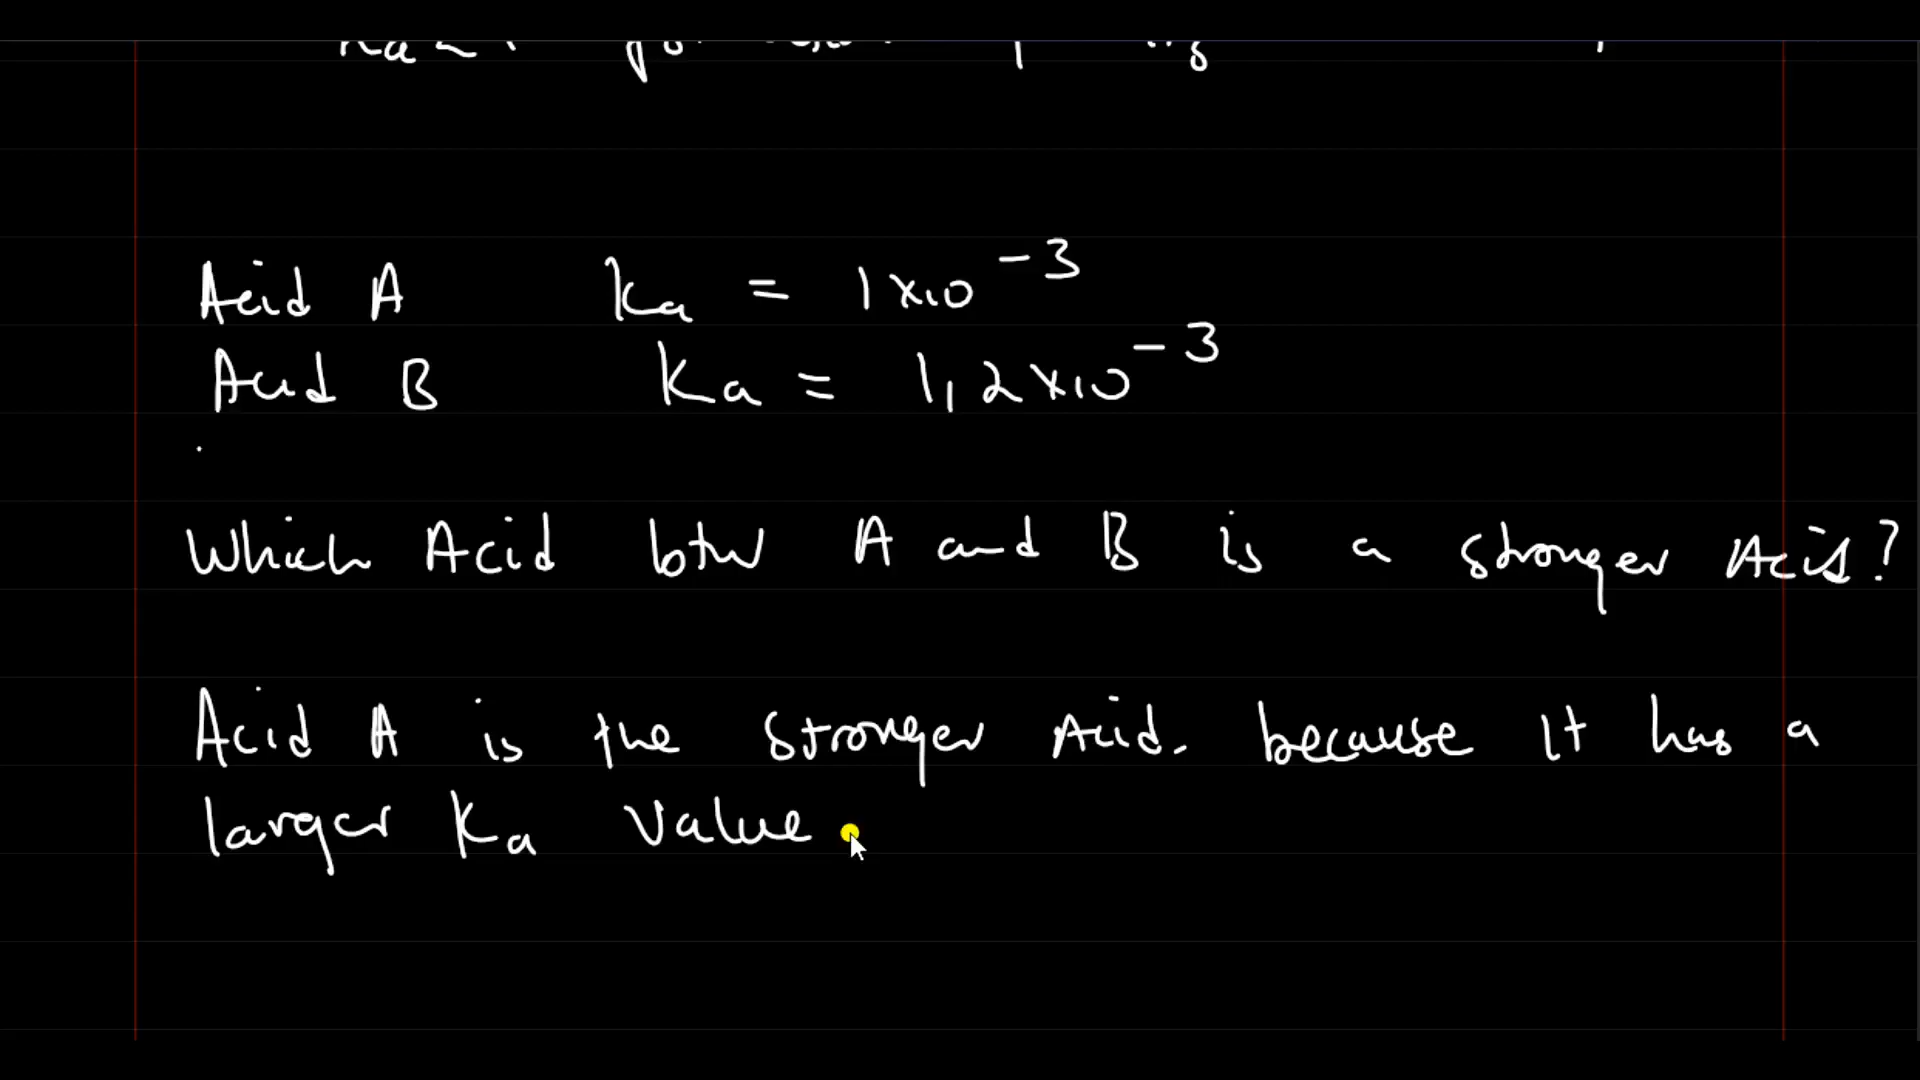 Acid A Ka = 1x10⁻³
Acid B Ka = 1,2x10⁻³
Which Acid btw A and B is a stronger Acid?
Acid A is the stronger Acid. because It has a
larger Ka value